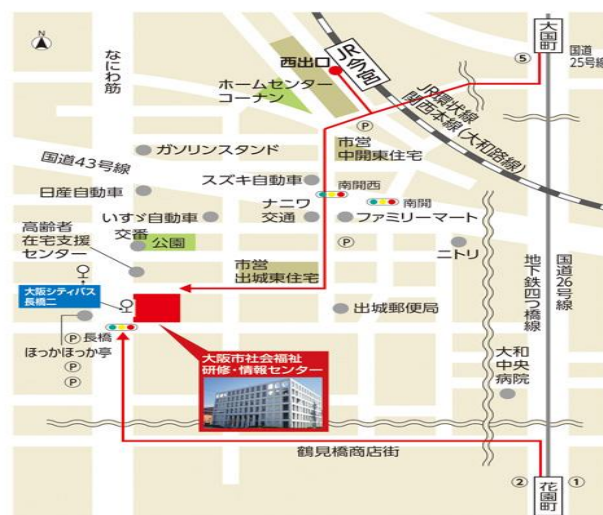 N
なにわ筋
西出口
JR今宮
大国町
⑤
国道
25号線
ホームセンター
コーナン
JR環状線
関西本線(大和路線)
P
国道43号線
ガソリンスタンド
市営
中開東住宅
日産自動車
スズキ自動車
南開西
南開
いすゞ自動車
ナニワ
交通
ファミリーマート
高齢者
在宅支援
センター
交番
公園
P
ニトリ
市営
出城東住宅
地下鉄四つ橋線
国道26号線
大阪シティバス
長橋二
出城郵便局
P
長橋
ほっかほっか亭
P
P
大阪市社会福祉
研修・情報センター
大和
中央
病院
鶴見橋商店街
②
花園町
①